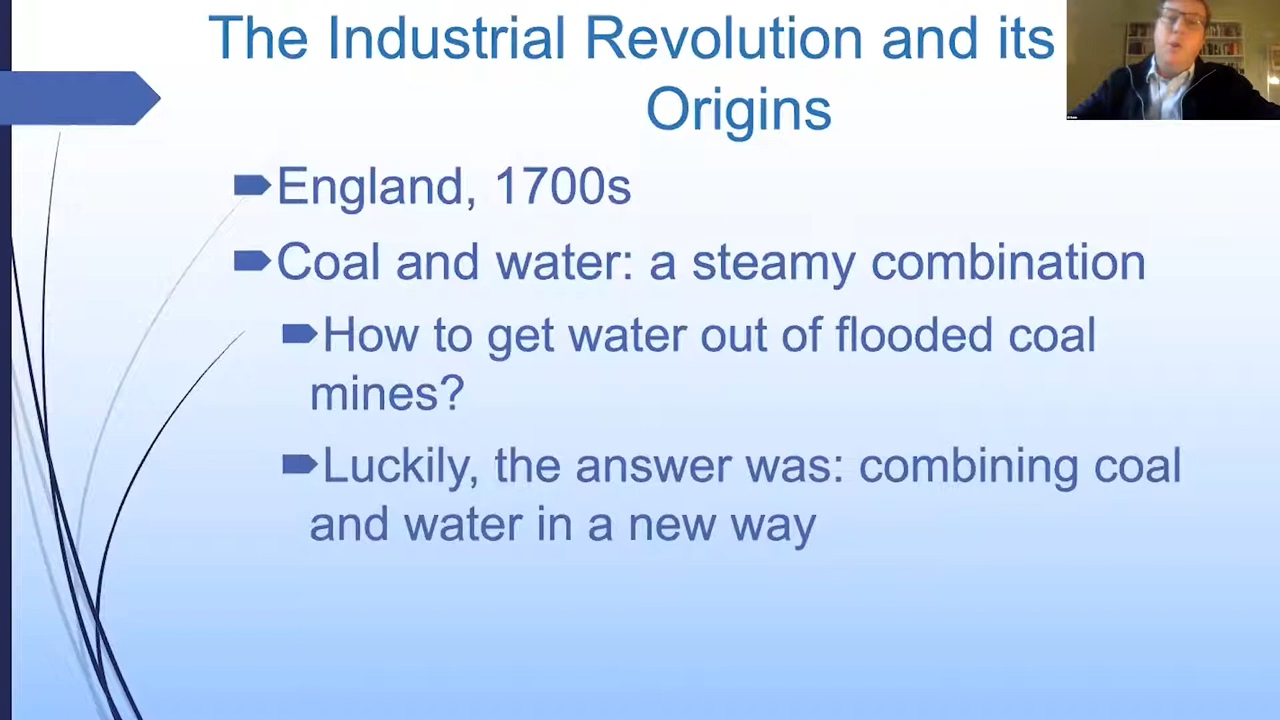 The Industrial Revolution and its
Origins
England, 1700s
Coal and water: a steamy combination
How to get water out of flooded coal
mines?
Luckily, the answer was: combining coal
and water in a new way